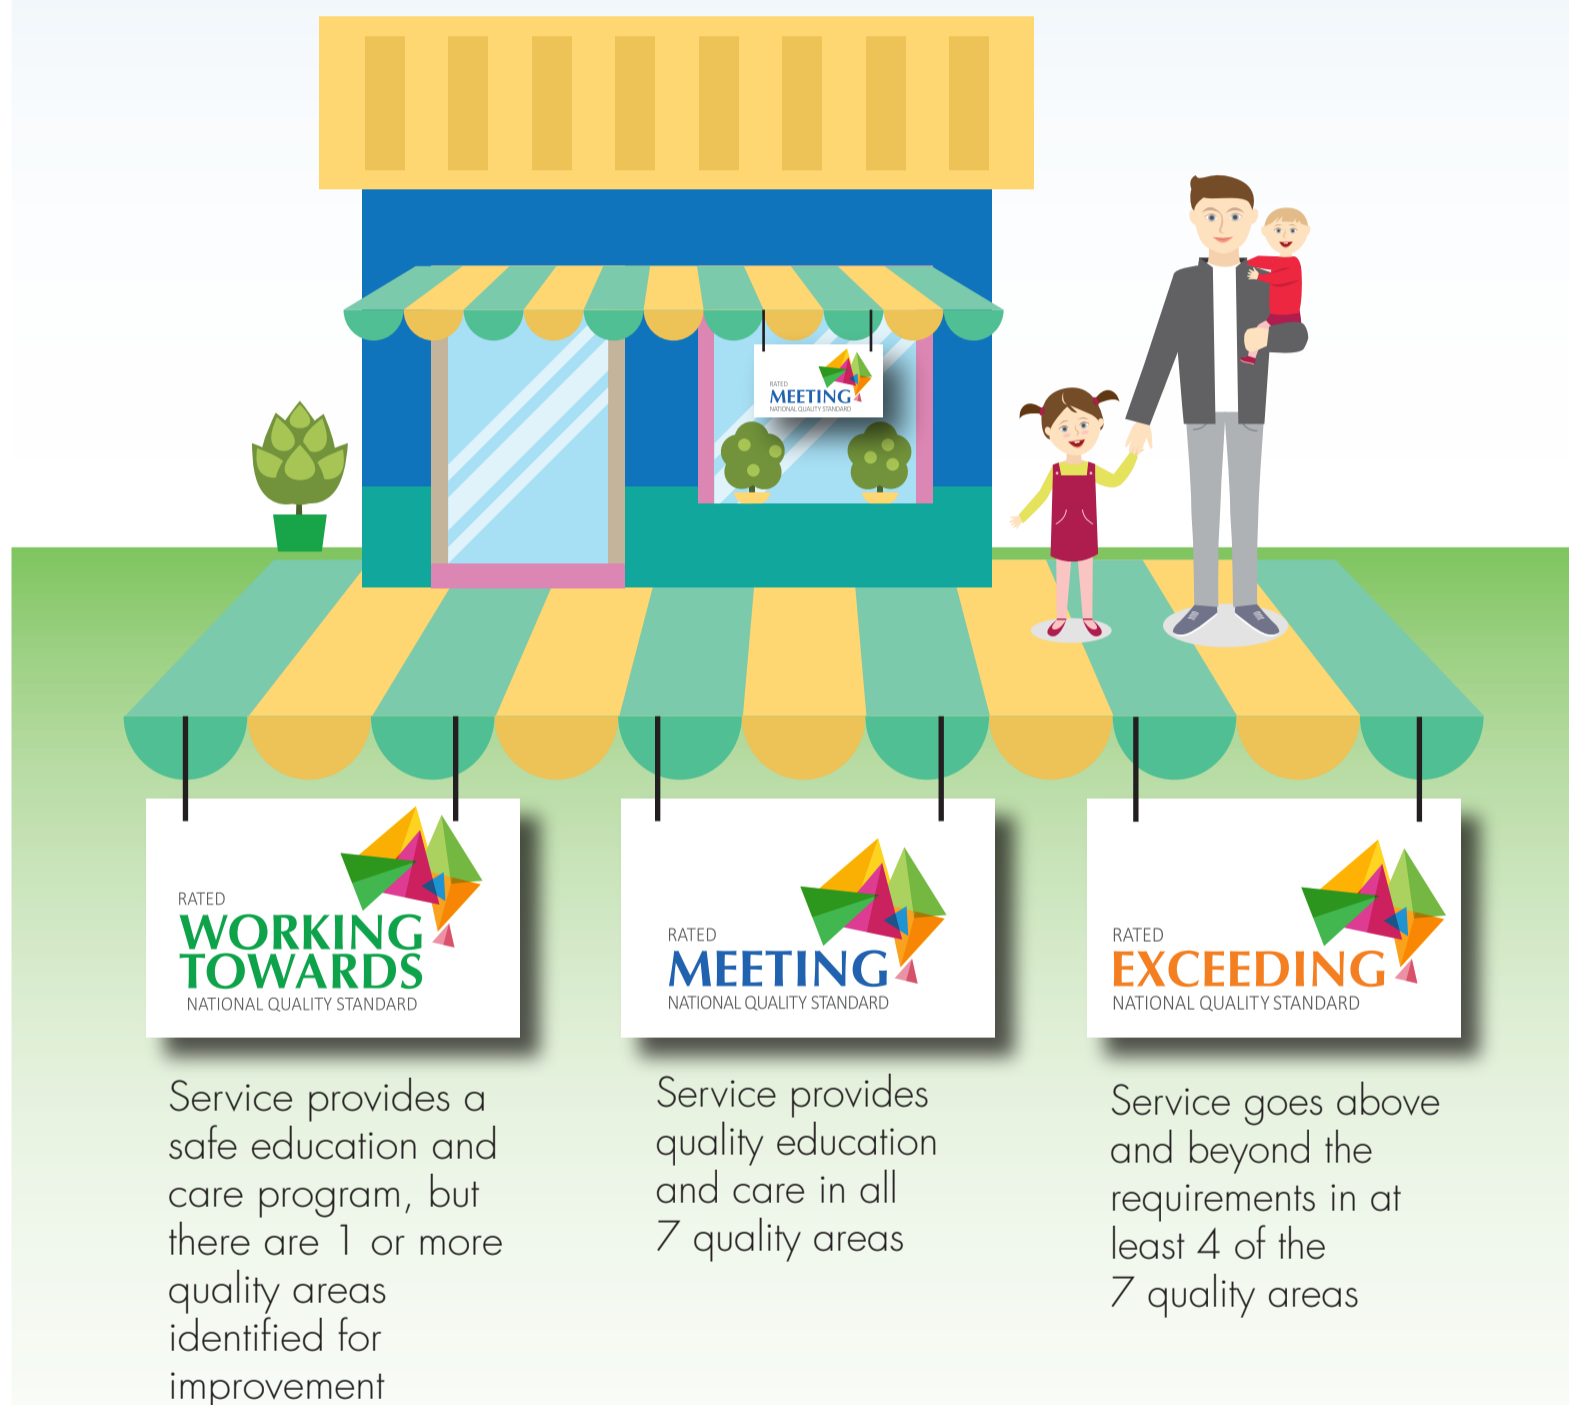 RATED
MEETING
NATIONAL QUALITY STANDARD
RATED
WORKING
TOWARDS
NATIONAL QUALITY STANDARD
Service provides a
safe education and
care program, but
there are 1 or more
quality areas
identified for
improvement
RATED
MEETING
NATIONAL QUALITY STANDARD
Service provides
quality education
and care in all
7 quality areas
RATED
EXCEEDING
NATIONAL QUALITY STANDARD
Service goes above
and beyond the
requirements in at
least 4 of the
7 quality areas